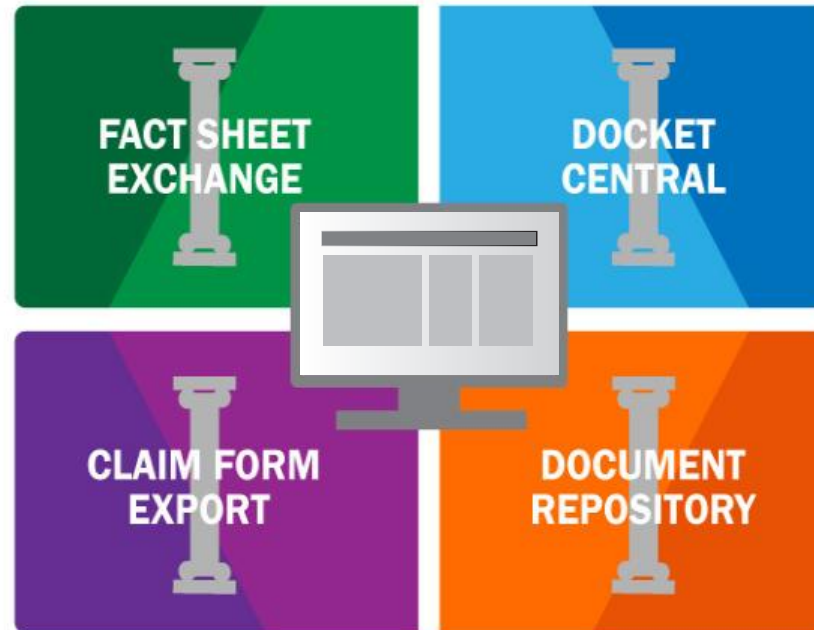 FACT SHEET
EXCHANGE
DOCKET
CENTRAL
CLAIM FORM
EXPORT
DOCUMENT
REPOSITORY